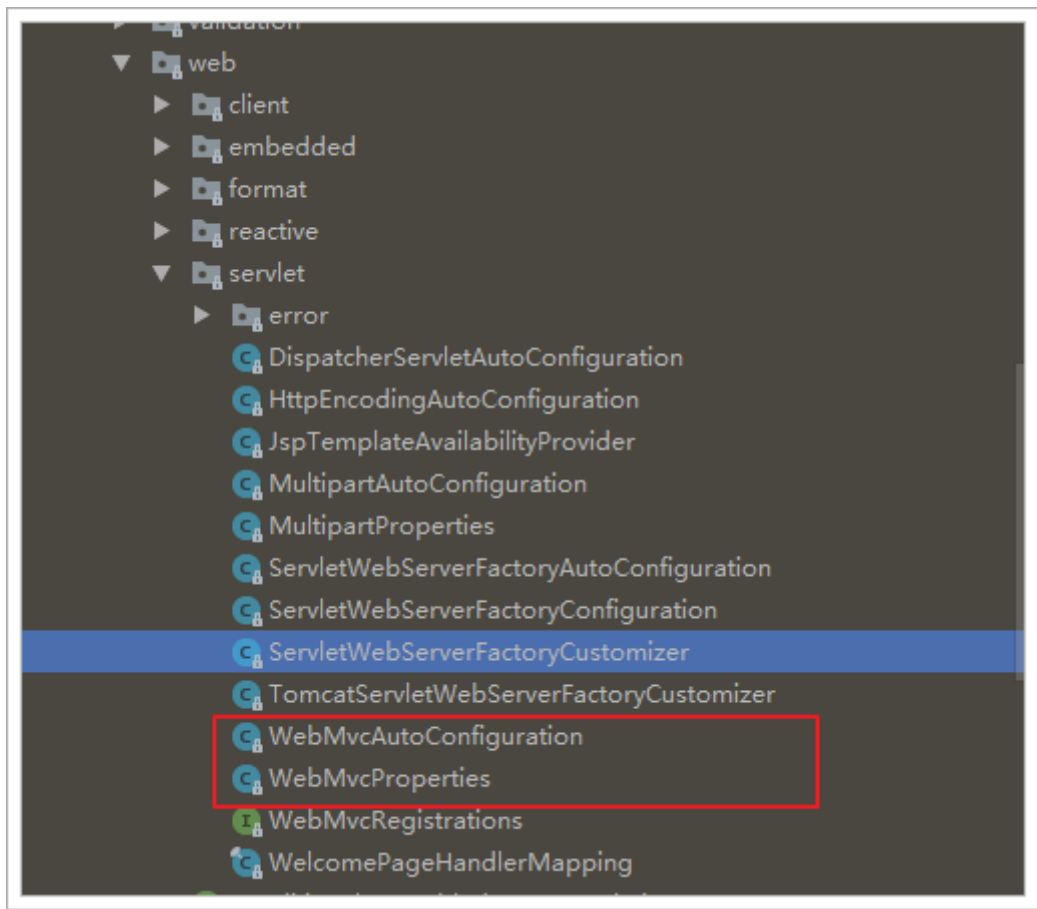 validation
web
client
embedded
format
reactive
servlet
error
DispatcherServletAutoConfiguration
HttpEncodingAutoConfiguration
JspTemplateAvailabilityProvider
MultipartAutoConfiguration
MultipartProperties
ServletWebServerFactoryAutoConfiguration
ServletWebServerFactoryConfiguration
ServletWebServerFactoryCustomizer
TomcatServletWebServerFactoryCustomizer
WebMvcAutoConfiguration
WebMvcProperties
WebMvcRegistrations
WelcomePageHandlerMapping